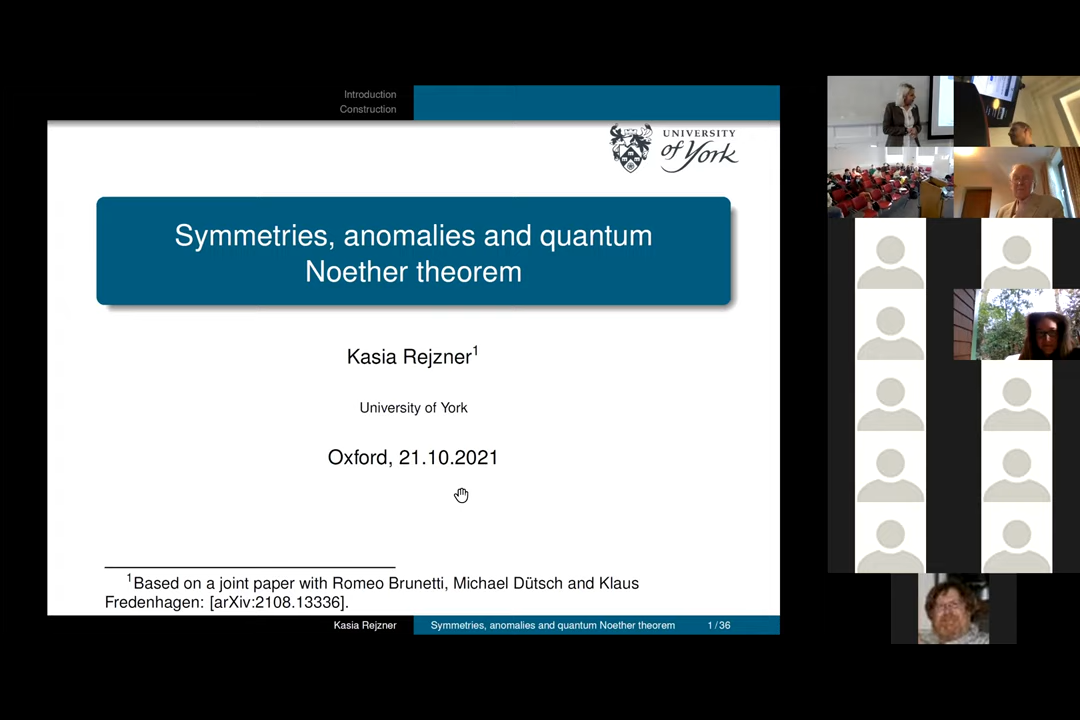 Introduction
Construction
UNIVERSITY
of York
Symmetries, anomalies and quantum
Noether theorem
Kasia Rejzner1
University of York
Oxford, 21.10.2021
1Based on a joint paper with Romeo Brunetti, Michael Dütsch and Klaus
Fredenhagen: [arXiv:2108.13336].
Kasia Rejzner Symmetries, anomalies and quantum Noether theorem 1 / 36